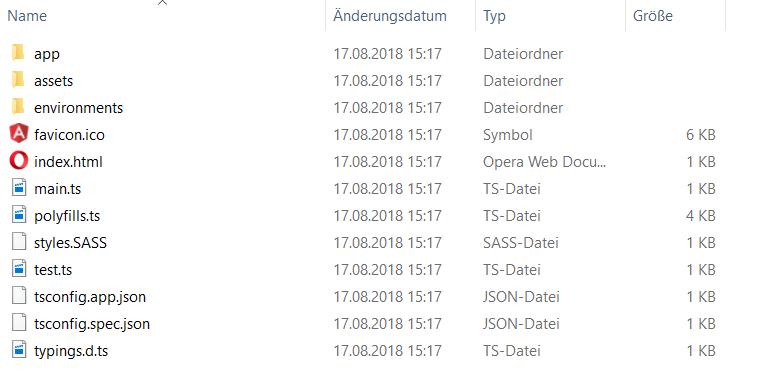 Name Änderungsdatum Typ Größe
app 17.08.2018 15:17 Dateiordner
assets 17.08.2018 15:17 Dateiordner
environments 17.08.2018 15:17 Dateiordner
favicon.ico 17.08.2018 15:17 Symbol 6 KB
index.html 17.08.2018 15:17 Opera Web Docu... 1 KB
main.ts 17.08.2018 15:17 TS-Datei 1 KB
polyfills.ts 17.08.2018 15:17 TS-Datei 4 KB
styles.SASS 17.08.2018 15:17 SASS-Datei 1 KB
test.ts 17.08.2018 15:17 TS-Datei 1 KB
tsconfig.app.json 17.08.2018 15:17 JSON-Datei 1 KB
tsconfig.spec.json 17.08.2018 15:17 JSON-Datei 1 KB
typings.d.ts 17.08.2018 15:17 TS-Datei 1 KB